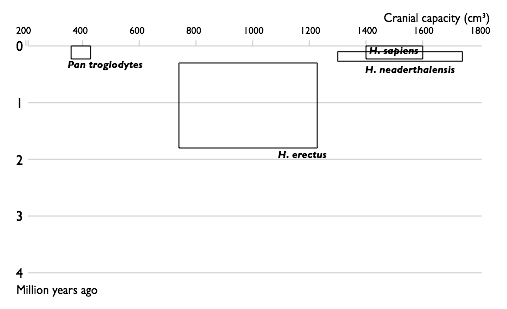 Cranial capacity (cm³)
200 400 600 800 1000 1200 1400 1600 1800
0
H. sapiens
Pan troglodytes
H. neaderthalensis
1
H. erectus
2
3
4
Million years ago